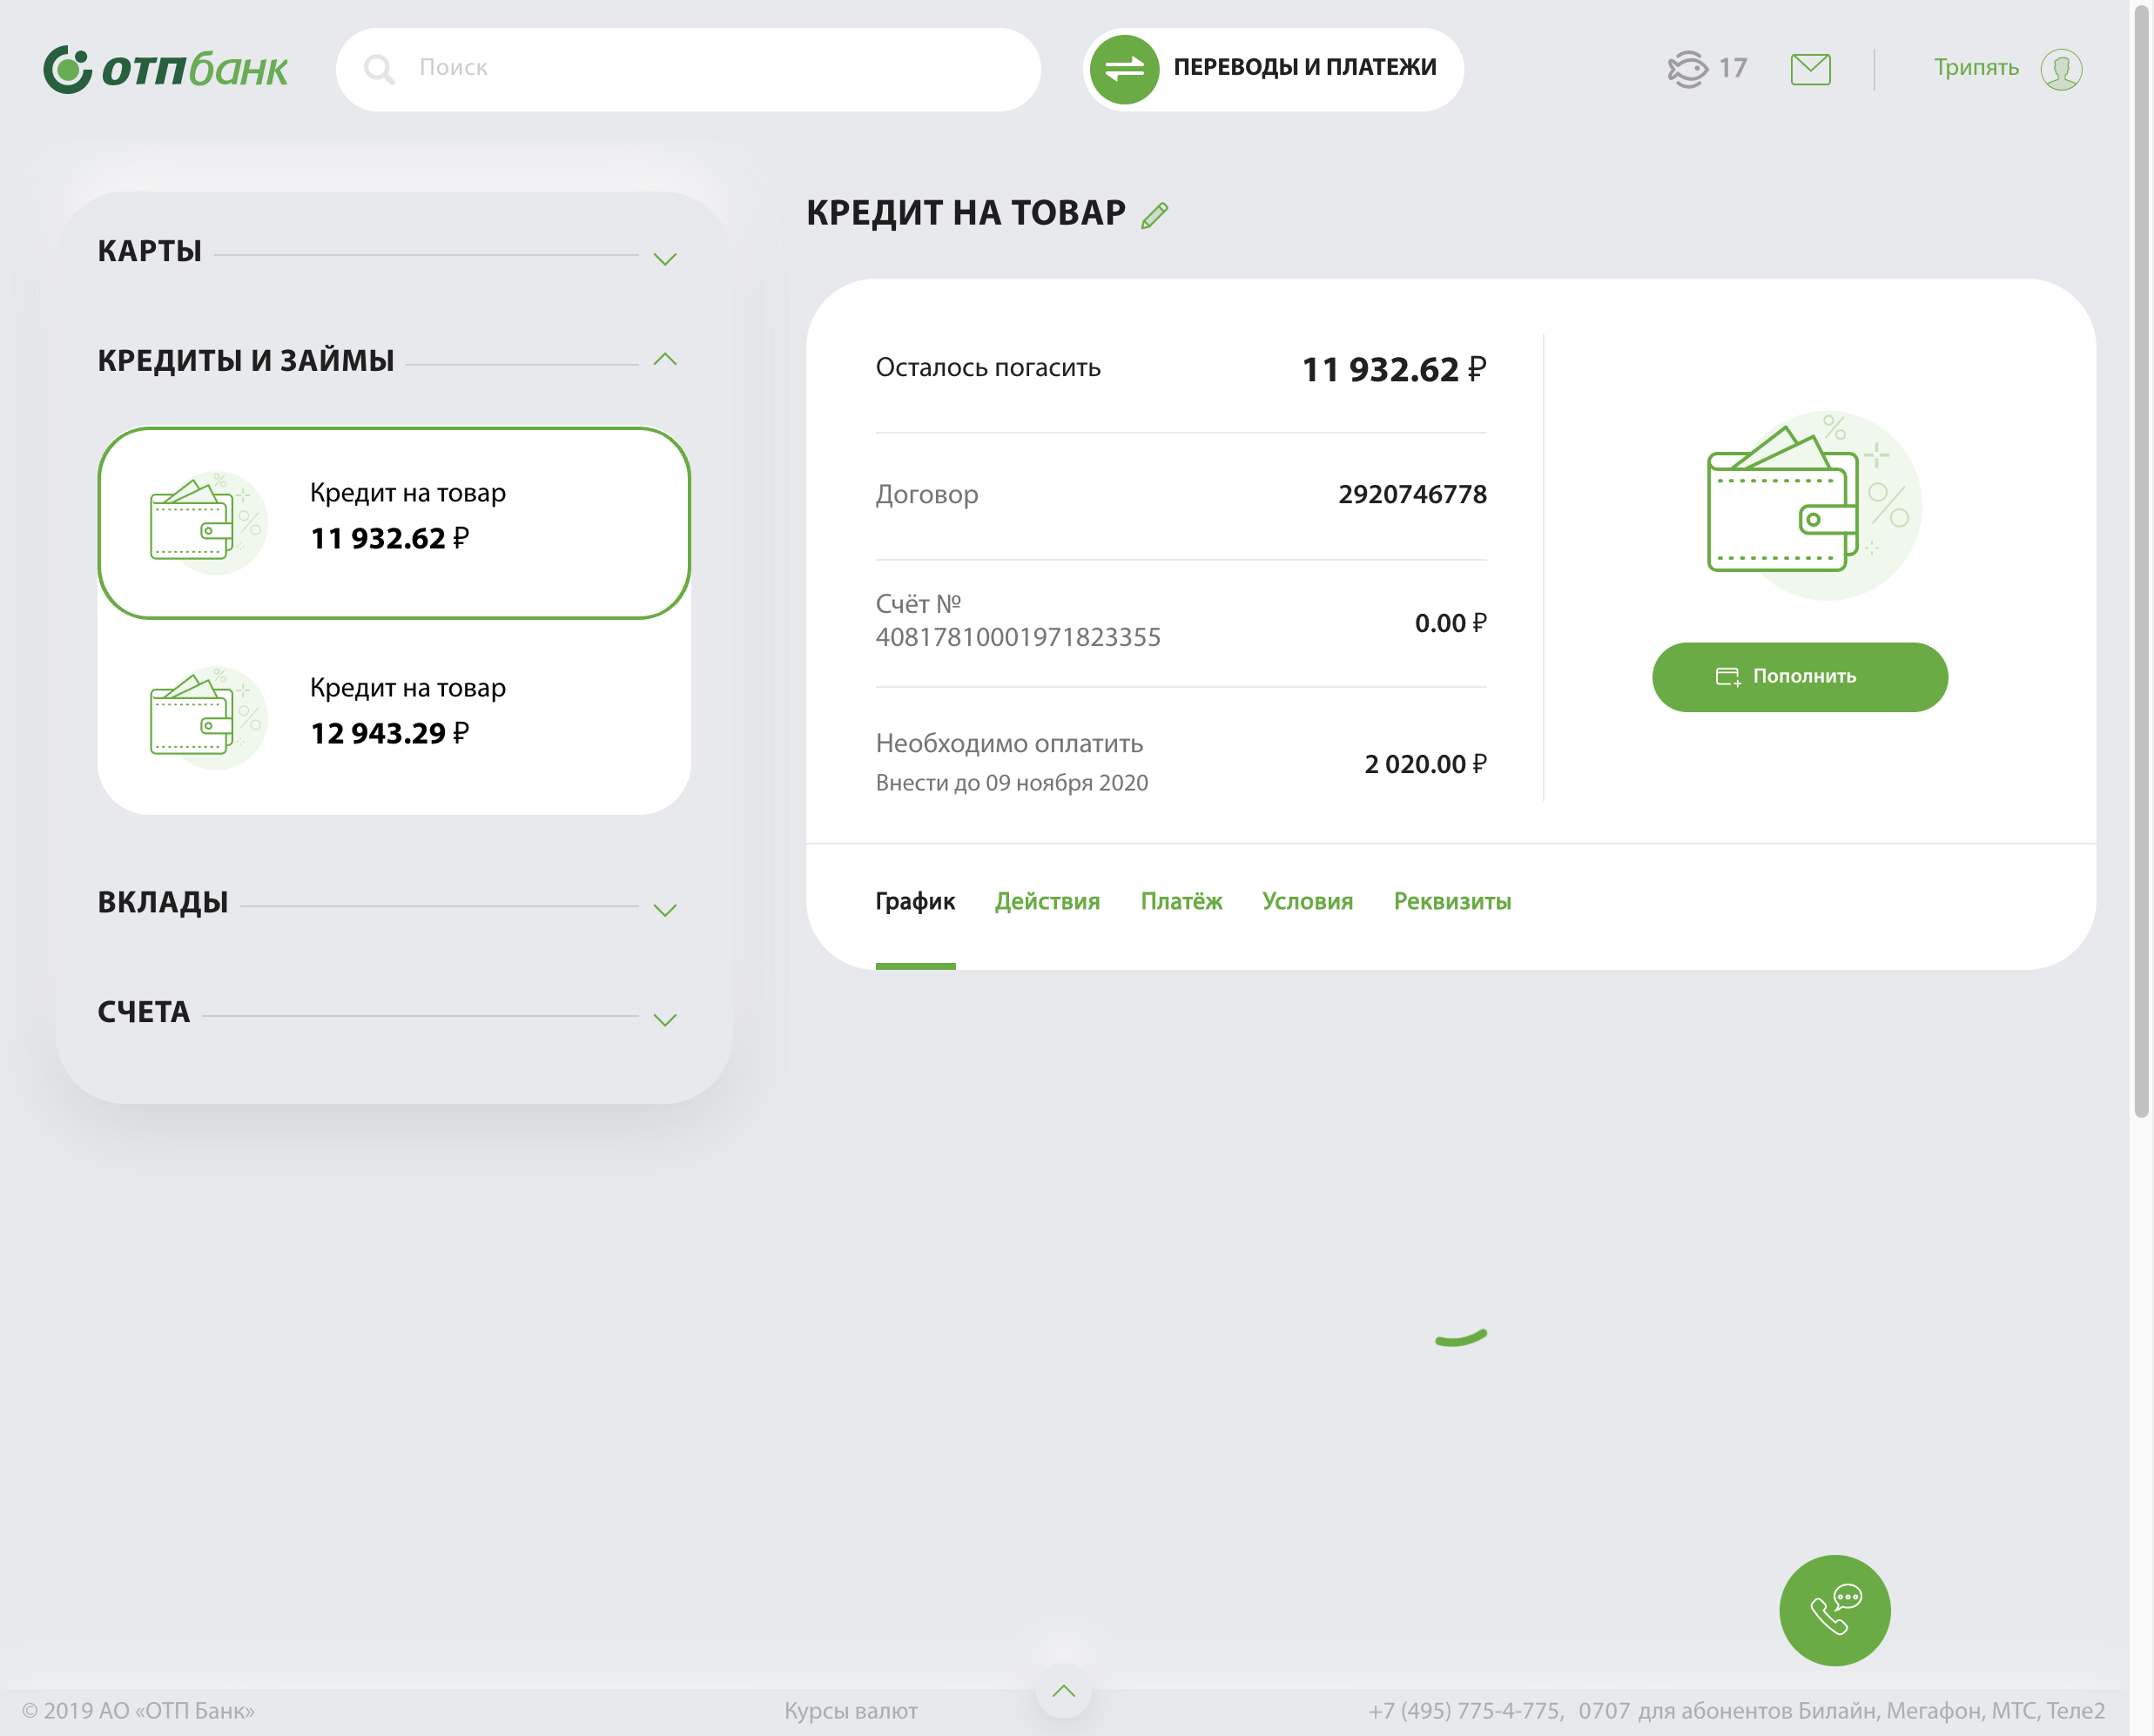 ОТПбанк
Поиск
ПЕРЕВОДЫ И ПЛАТЕЖИ
17
Трипять
КАРТЫ
КРЕДИТЫ И ЗАЙМЫ
Кредит на товар
11 932.62 ₽
Кредит на товар
12 943.29 ₽
ВКЛАДЫ
СЧЕТА
КРЕДИТ НА ТОВАР
Осталось погасить 11 932.62 ₽
Договор 2920746778
Счёт №
40817810001971823355 0.00 ₽
Необходимо оплатить
Внести до 09 ноября 2020 2 020.00 ₽
Пополнить
График Действия Платёж Условия Реквизиты
© 2019 АО «ОТП Банк» Курсы валют +7 (495) 775-4-775, 0707 для абонентов Билайн, Мегафон, МТС, Теле2